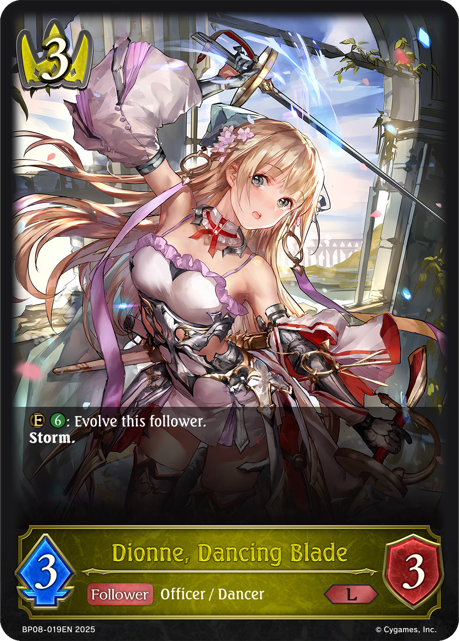 3
E 6: Evolve this follower.
Storm.
Dionne, Dancing Blade
3 Follower Officer / Dancer L 3
BP08-019EN 2025 © Cygames, Inc.